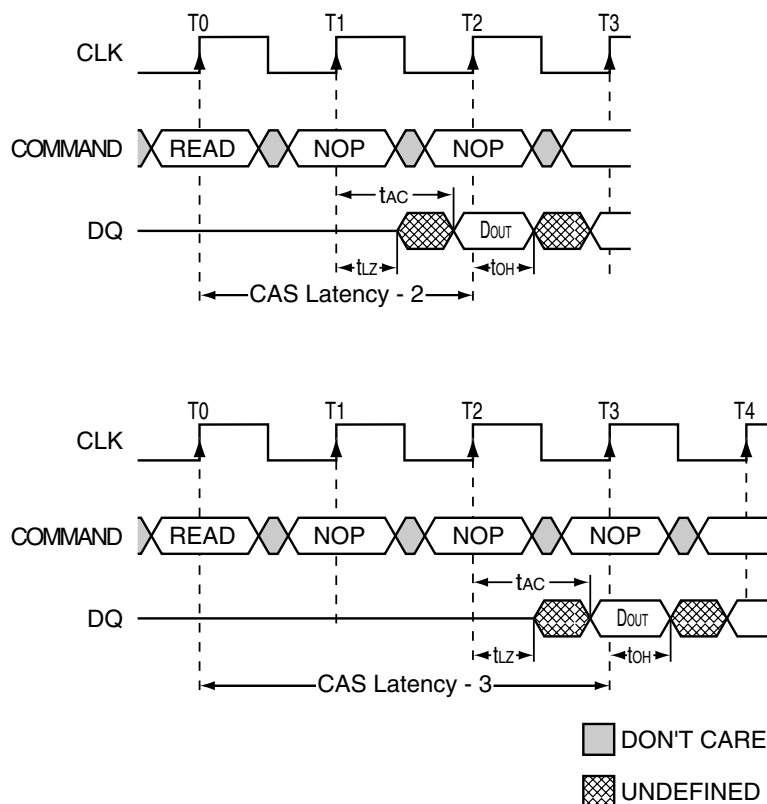 T0 T1 T2 T3
CLK
COMMAND READ NOP NOP
tAC
DQ DOUT
tLZ tOH
CAS Latency - 2
T0 T1 T2 T3 T4
CLK
COMMAND READ NOP NOP NOP
tAC
DQ DOUT
tLZ tOH
CAS Latency - 3
DON'T CARE
UNDEFINED